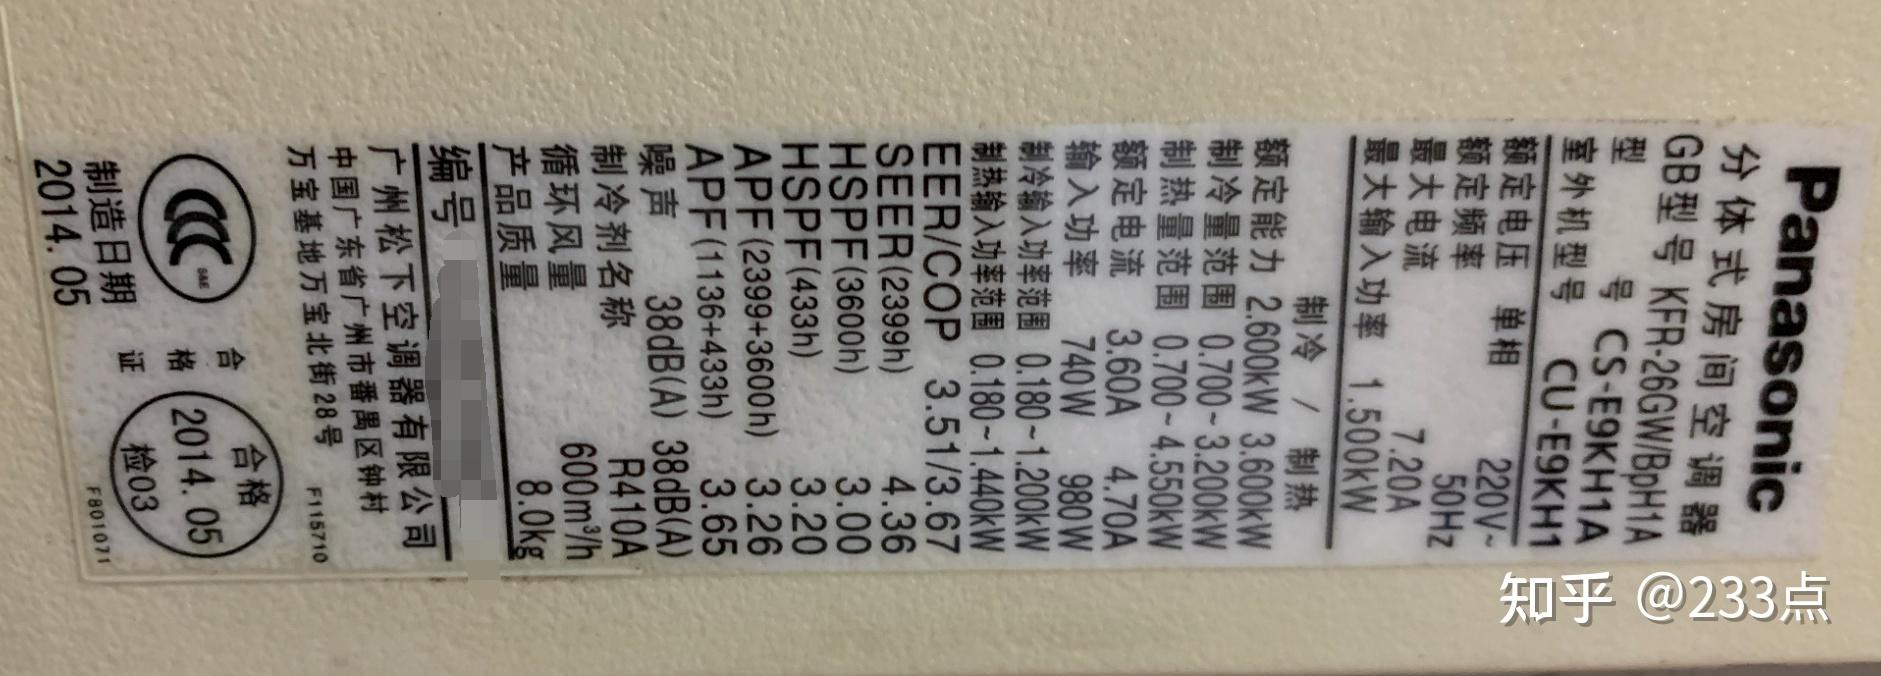 Panasonic
分体式房间空调器
GB型号 KFR-26GW/BpH1A
型号 CS-E9KH1A
室外机型号 CU-E9KH1
额定电压 单相 220V~
额定频率 50Hz
最大电流 7.20A
最大输入功率 1.500kW
制冷 / 制热
额定能力 2.600kW 3.600kW
制冷量范围 0.700~3.200kW
制热量范围 0.700~4.550kW
额定电流 3.60A 4.70A
输入功率 740W 980W
制冷输入功率范围 0.180~1.200kW
制热输入功率范围 0.180~1.440kW
EER/COP 3.51/3.67
SEER(2399h) 4.36
HSPF(3600h) 3.00
HSPF(433h) 3.20
APF(2399+3600h) 3.26
APF(1136+433h) 3.65
噪声 38dB(A) 38dB(A)
制冷剂名称 R410A
循环风量 600m³/h
产品质量 8.0kg
编号
广州松下空调器有限公司
中国广东省广州市番禺区钟村
万宝基地万宝北街28号 F115710
CCC S&E
制造日期
2014.05
合格证
合格
2014.05
检03
F801071
知乎 @233点